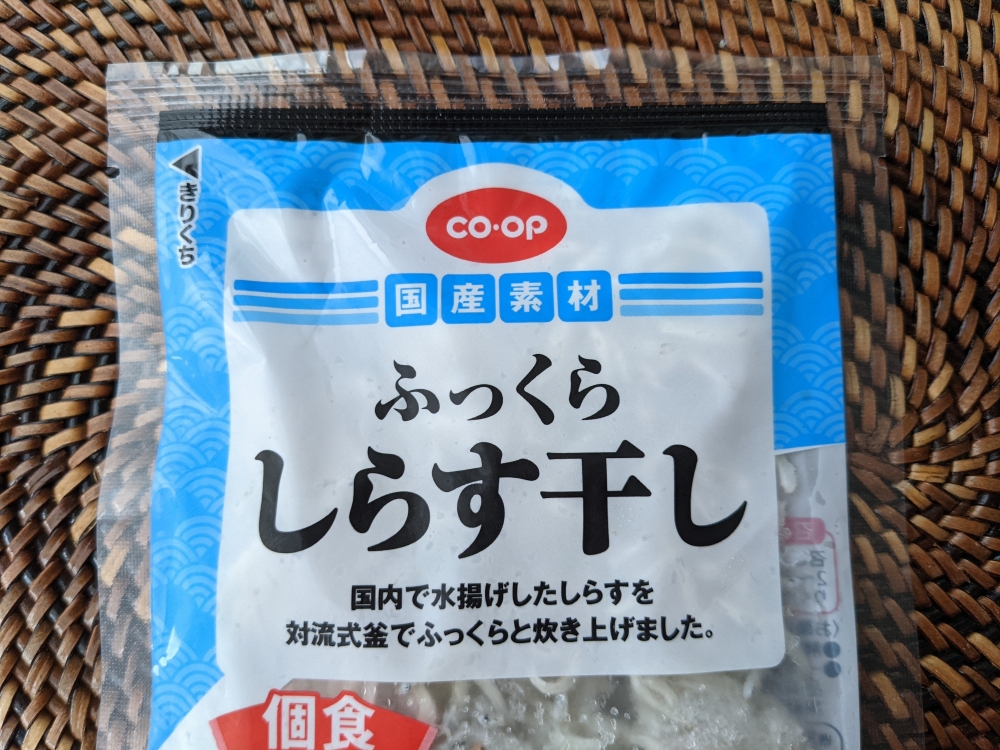 きりくち
CO·OP
国産素材
ふっくら
しらす干し
国内で水揚げしたしらすを
対流式釜でふっくらと炊き上げました。
個食